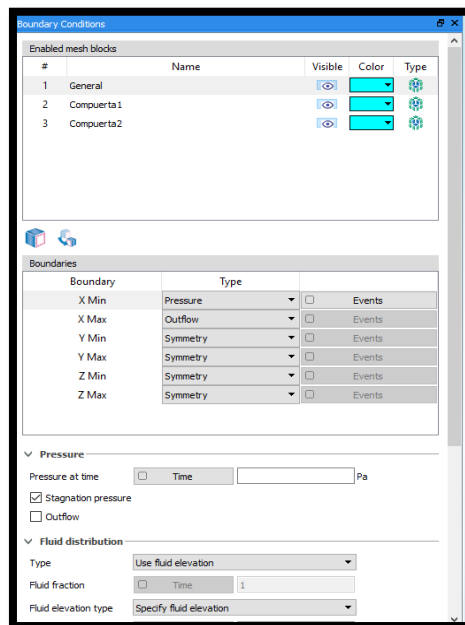 Boundary Conditions
Enabled mesh blocks
# Name Visible Color Type
1 General
2 Compuerta1
3 Compuerta2
Boundaries
Boundary Type
X Min Pressure Events
X Max Outflow Events
Y Min Symmetry Events
Y Max Symmetry Events
Z Min Symmetry Events
Z Max Symmetry Events
Pressure
Pressure at time Time Pa
Stagnation pressure
Outflow
Fluid distribution
Type Use fluid elevation
Fluid fraction Time 1
Fluid elevation type Specify fluid elevation